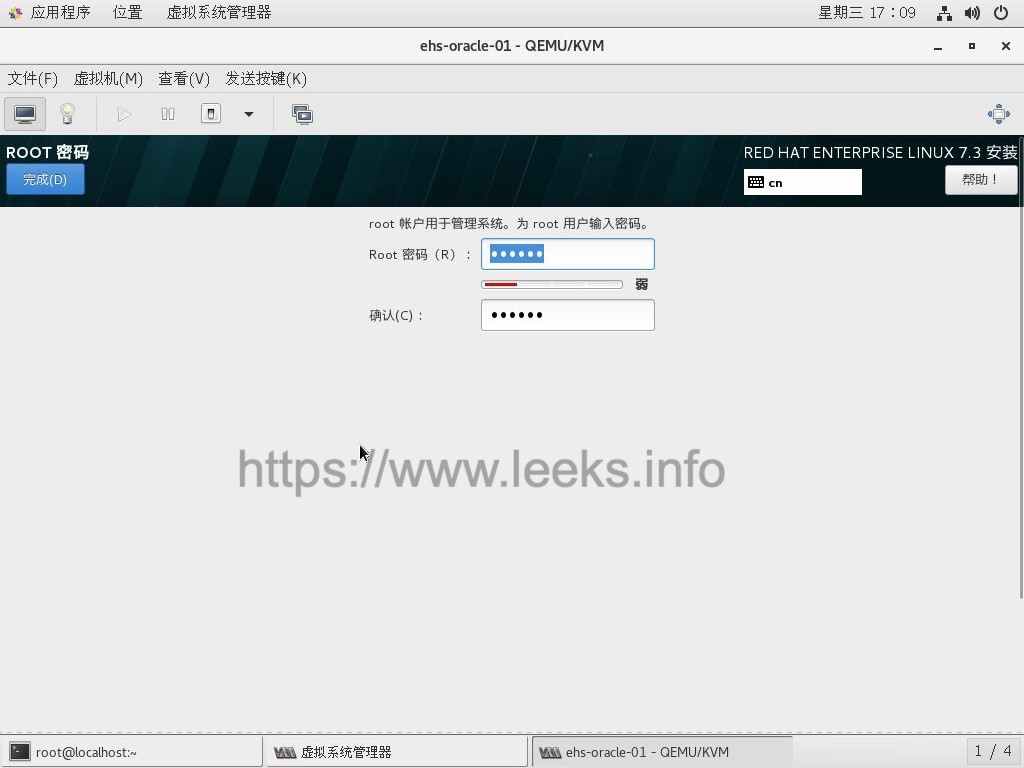 应用程序 位置 虚拟系统管理器 星期三 17：09
ehs-oracle-01 - QEMU/KVM
文件(F) 虚拟机(M) 查看(V) 发送按键(K)
ROOT 密码 RED HAT ENTERPRISE LINUX 7.3 安装
完成(D) cn 帮助！
root 帐户用于管理系统。为 root 用户输入密码。
Root 密码（R）： ●●●●●●
弱
确认(C)： ●●●●●●
https://www.leeks.info
root@localhost:~ 虚拟系统管理器 ehs-oracle-01 - QEMU/KVM 1 / 4